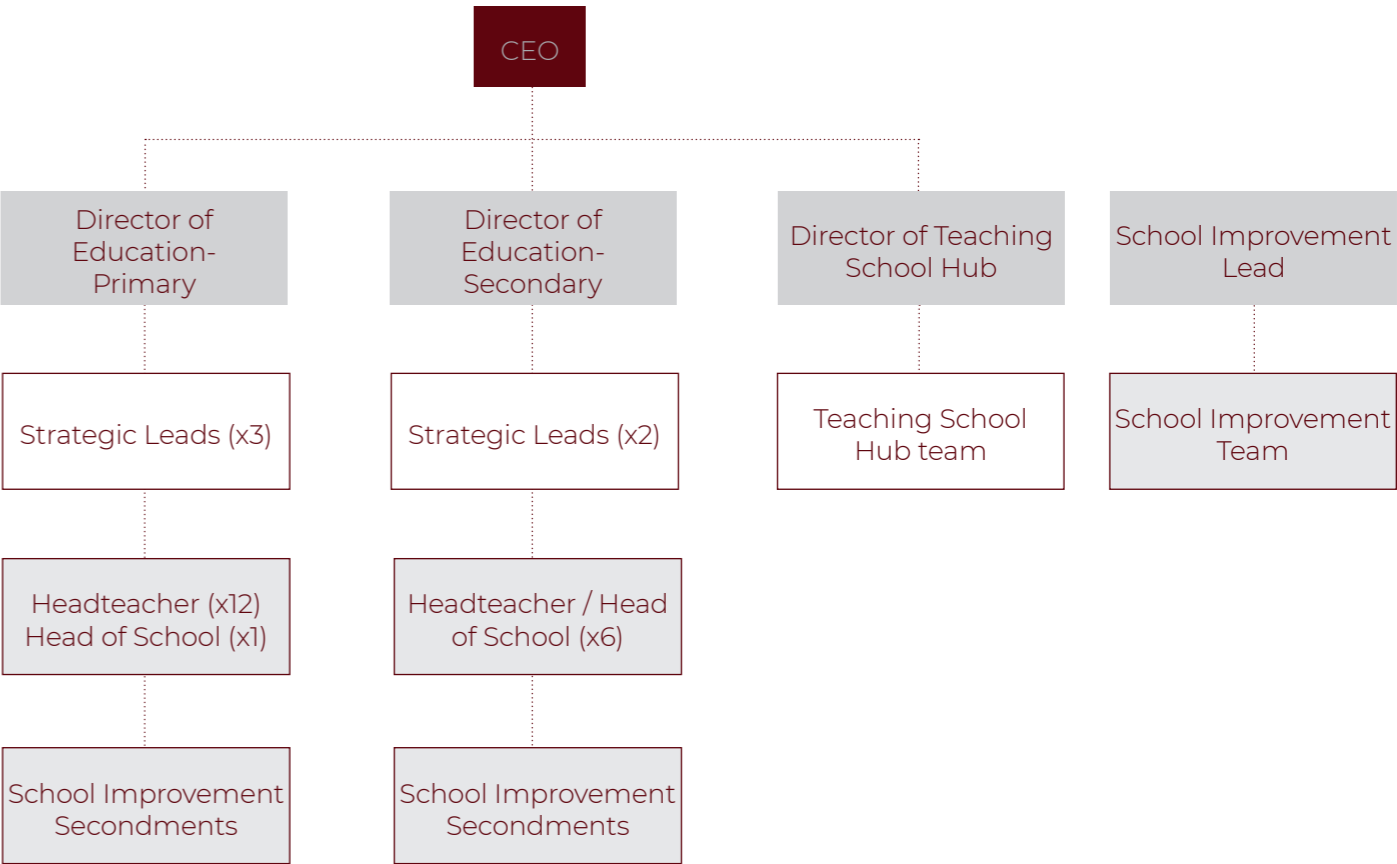 CEO
Director of
Education-
Primary
Director of
Education-
Secondary
Director of Teaching
School Hub
School Improvement
Lead
Strategic Leads (x3)
Strategic Leads (x2)
Teaching School
Hub team
School Improvement
Team
Headteacher (x12)
Head of School (x1)
Headteacher / Head
of School (x6)
School Improvement
Secondments
School Improvement
Secondments